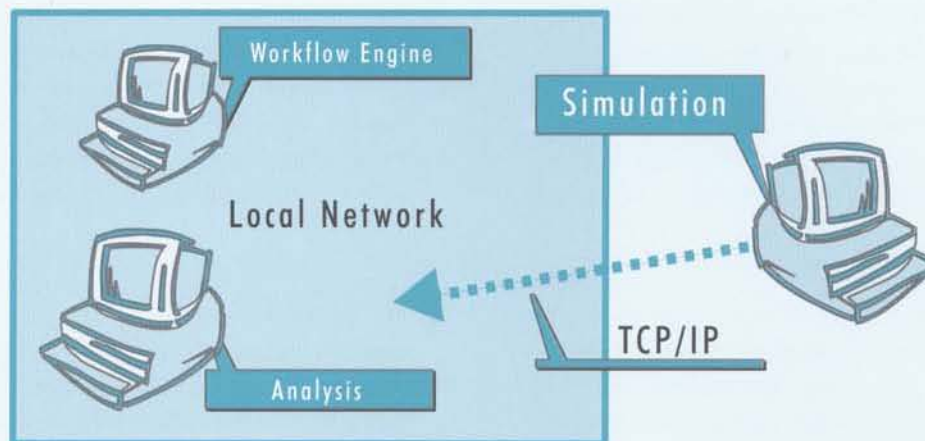 Workflow Engine
Simulation
Local Network
TCP/IP
Analysis